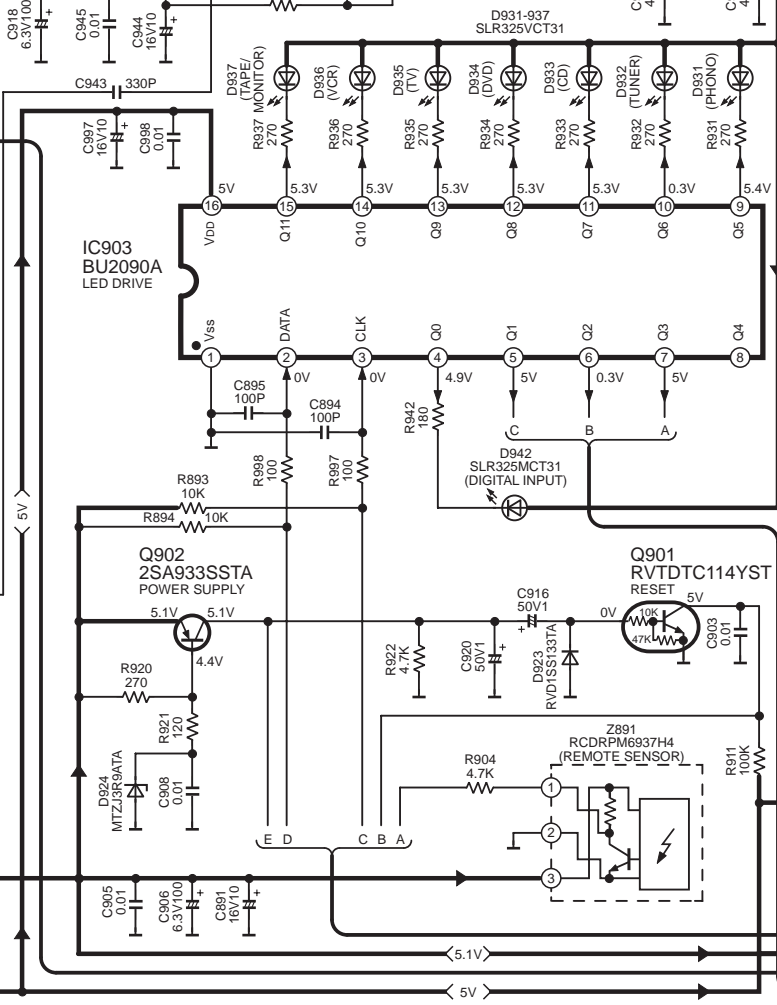 C918
6.3V100
+
C945
0.01
C944
16V10
+
D931-937
SLR325VCT31
C
4
C
4
C943
330P
D937
(TAPE/
MONITOR)
D936
(VCR)
D935
(TV)
D934
(DVD)
D933
(CD)
D932
(TUNER)
D931
(PHONO)
C997
16V10
+
C998
0.01
R937
270
R936
270
R935
270
R934
270
R933
270
R932
270
R931
270
5V
5.3V
5.3V
5.3V
5.3V
5.3V
0.3V
5.4V
16
15
14
13
12
11
10
9
VDD
Q11
Q10
Q9
Q8
Q7
Q6
Q5
IC903
BU2090A
LED DRIVE
Vss
DATA
CLK
Q0
Q1
Q2
Q3
Q4
1
2
3
4
5
6
7
8
0V
0V
4.9V
5V
0.3V
5V
C895
100P
C894
100P
R942
180
C
B
A
R998
100
R997
100
D942
SLR325MCT31
(DIGITAL INPUT)
R893
10K
R894
10K
5V
Q902
2SA933SSTA
POWER SUPPLY
5.1V
5.1V
4.4V
C916
50V1
+
Q901
RVTDTC114YST
RESET
0V
5V
10K
47K
C903
0.01
R922
4.7K
C920
50V1
+
D923
RVD1SS133TA
R920
270
R921
120
D924
MTZJ3R9ATA
C908
0.01
Z891
RCDRPM6937H4
(REMOTE SENSOR)
R904
4.7K
R911
100K
1
2
3
E
D
C
B
A
C905
0.01
C906
6.3V100
+
C891
16V10
+
5.1V
5V